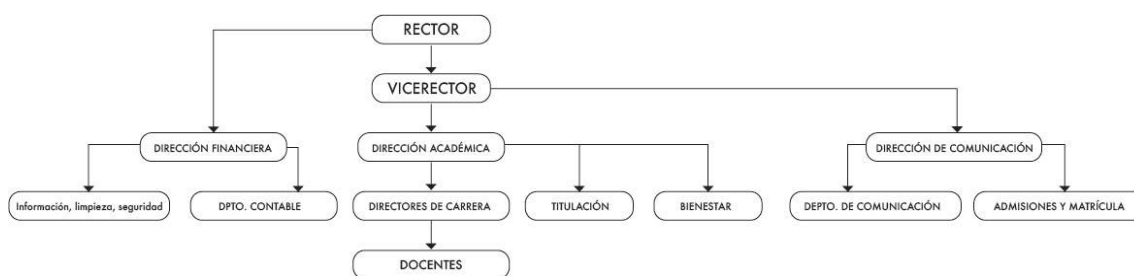 RECTOR
VICERECTOR
DIRECCIÓN FINANCIERA
DIRECCIÓN ACADÉMICA
DIRECCIÓN DE COMUNICACIÓN
Información, limpieza, seguridad
DPTO. CONTABLE
DIRECTORES DE CARRERA
TITULACIÓN
BIENESTAR
DEPTO. DE COMUNICACIÓN
ADMISIONES Y MATRÍCULA
DOCENTES